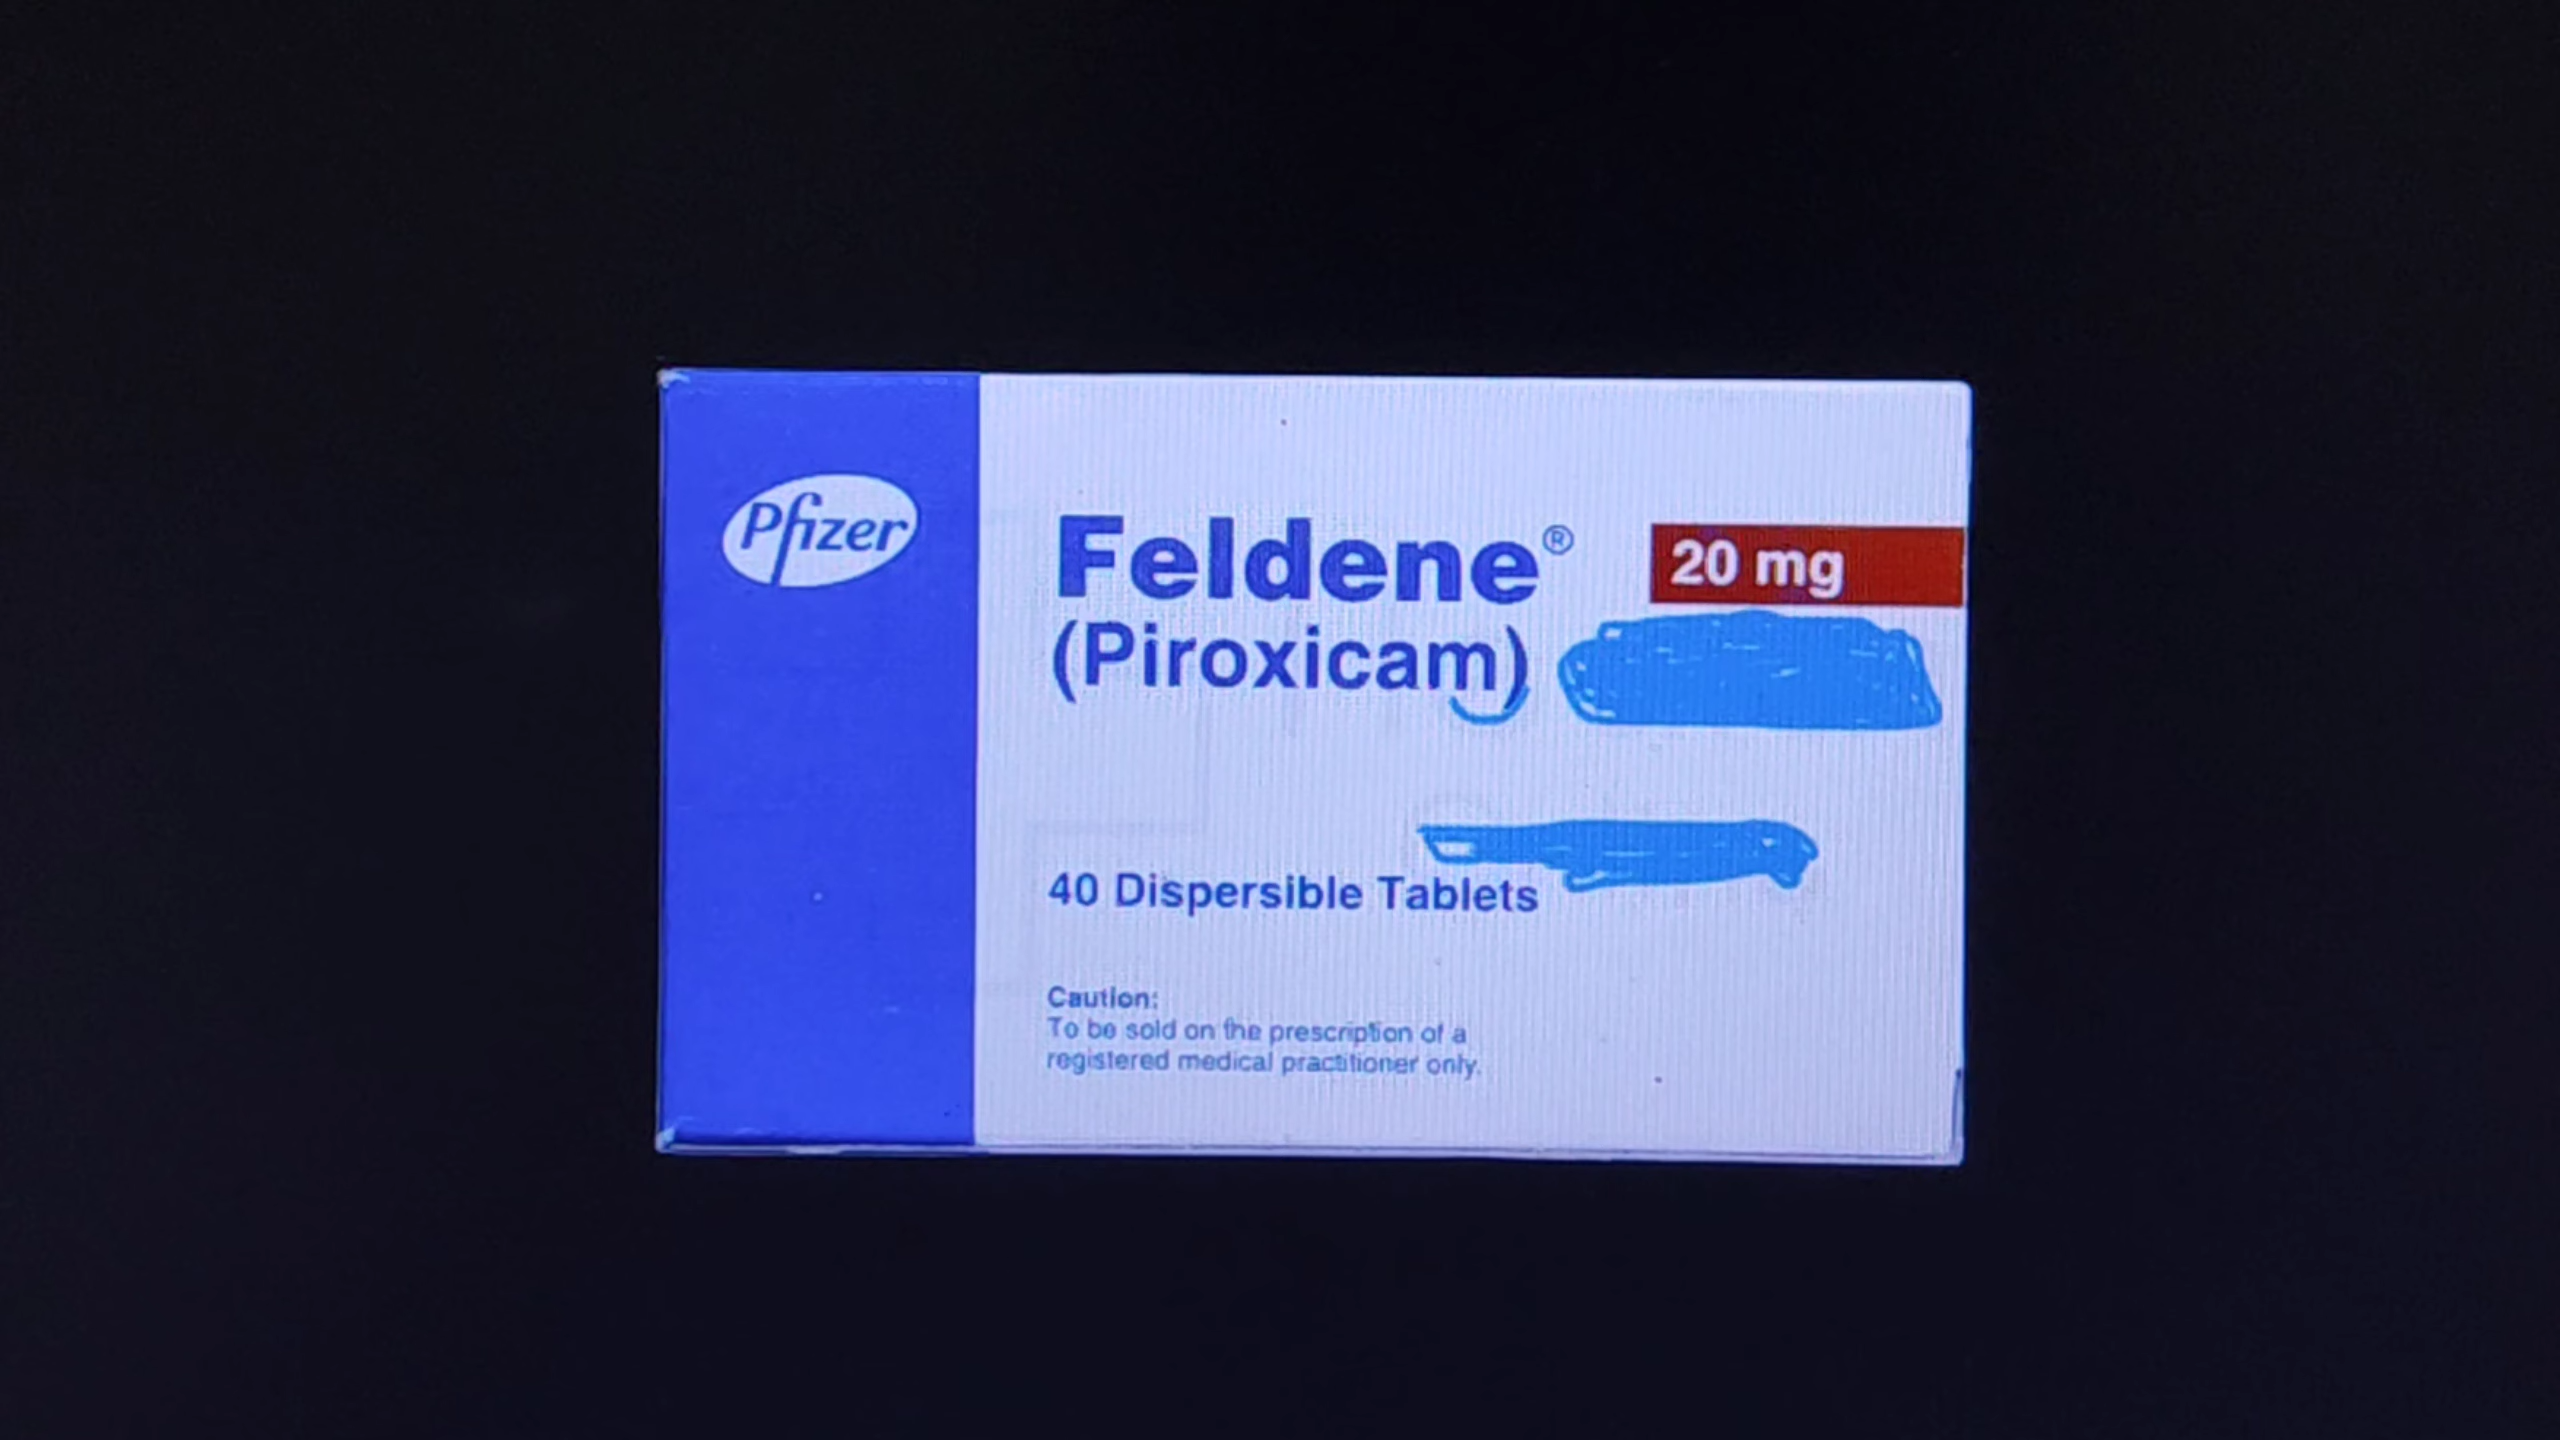 Pfizer
Feldene®
20 mg
(Piroxicam)
40 Dispersible Tablets
Caution:
To be sold on the prescription of a
registered medical practitioner only.